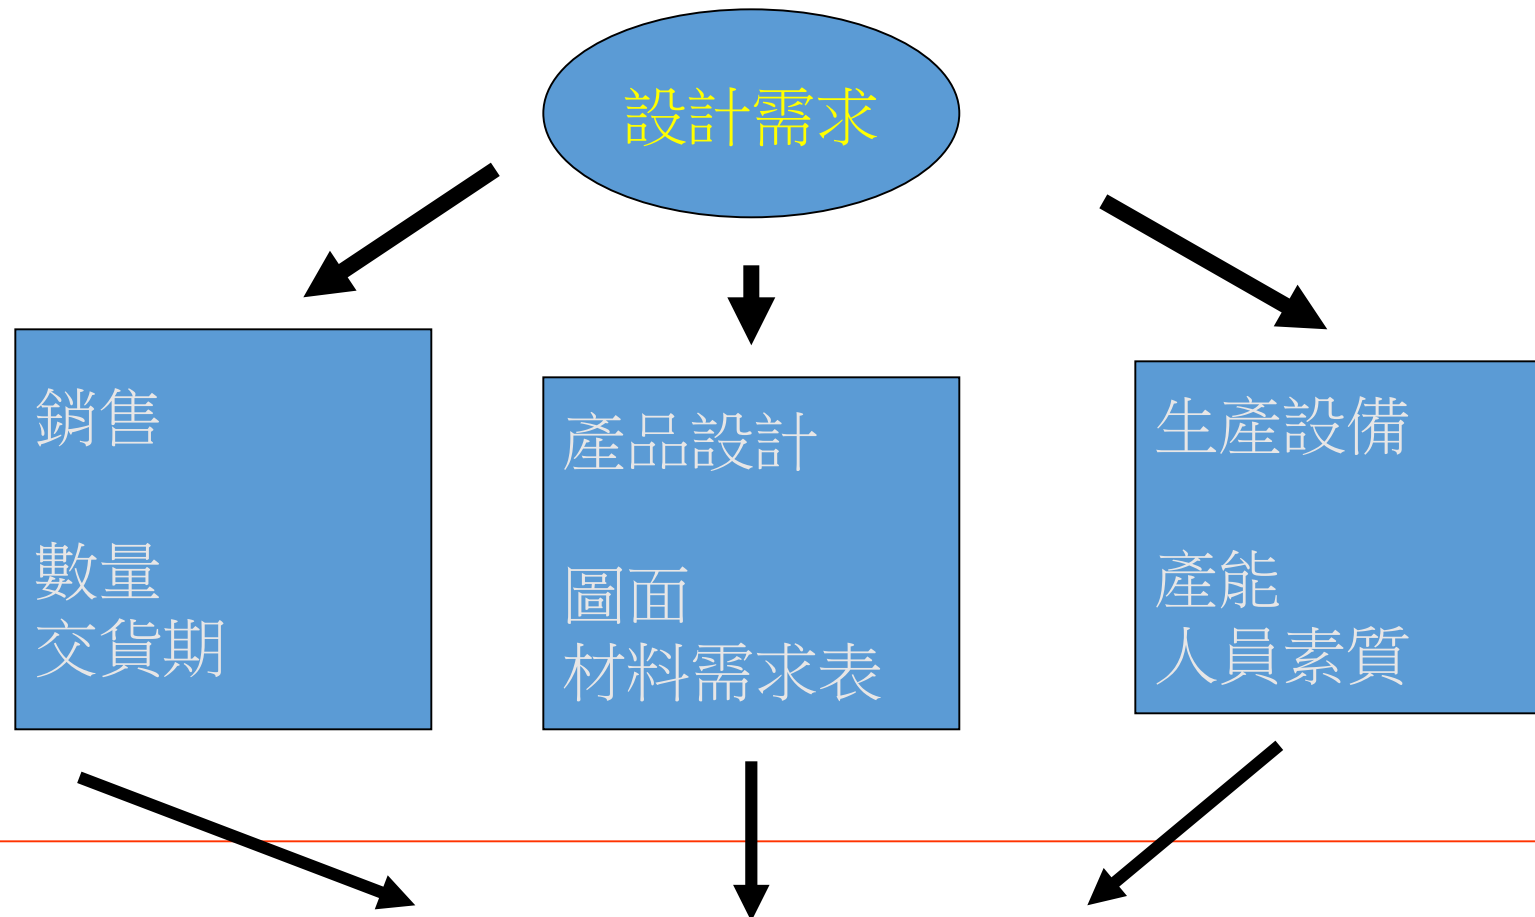 設計需求
銷售
數量
交貨期
產品設計
圖面
材料需求表
生產設備
產能
人員素質